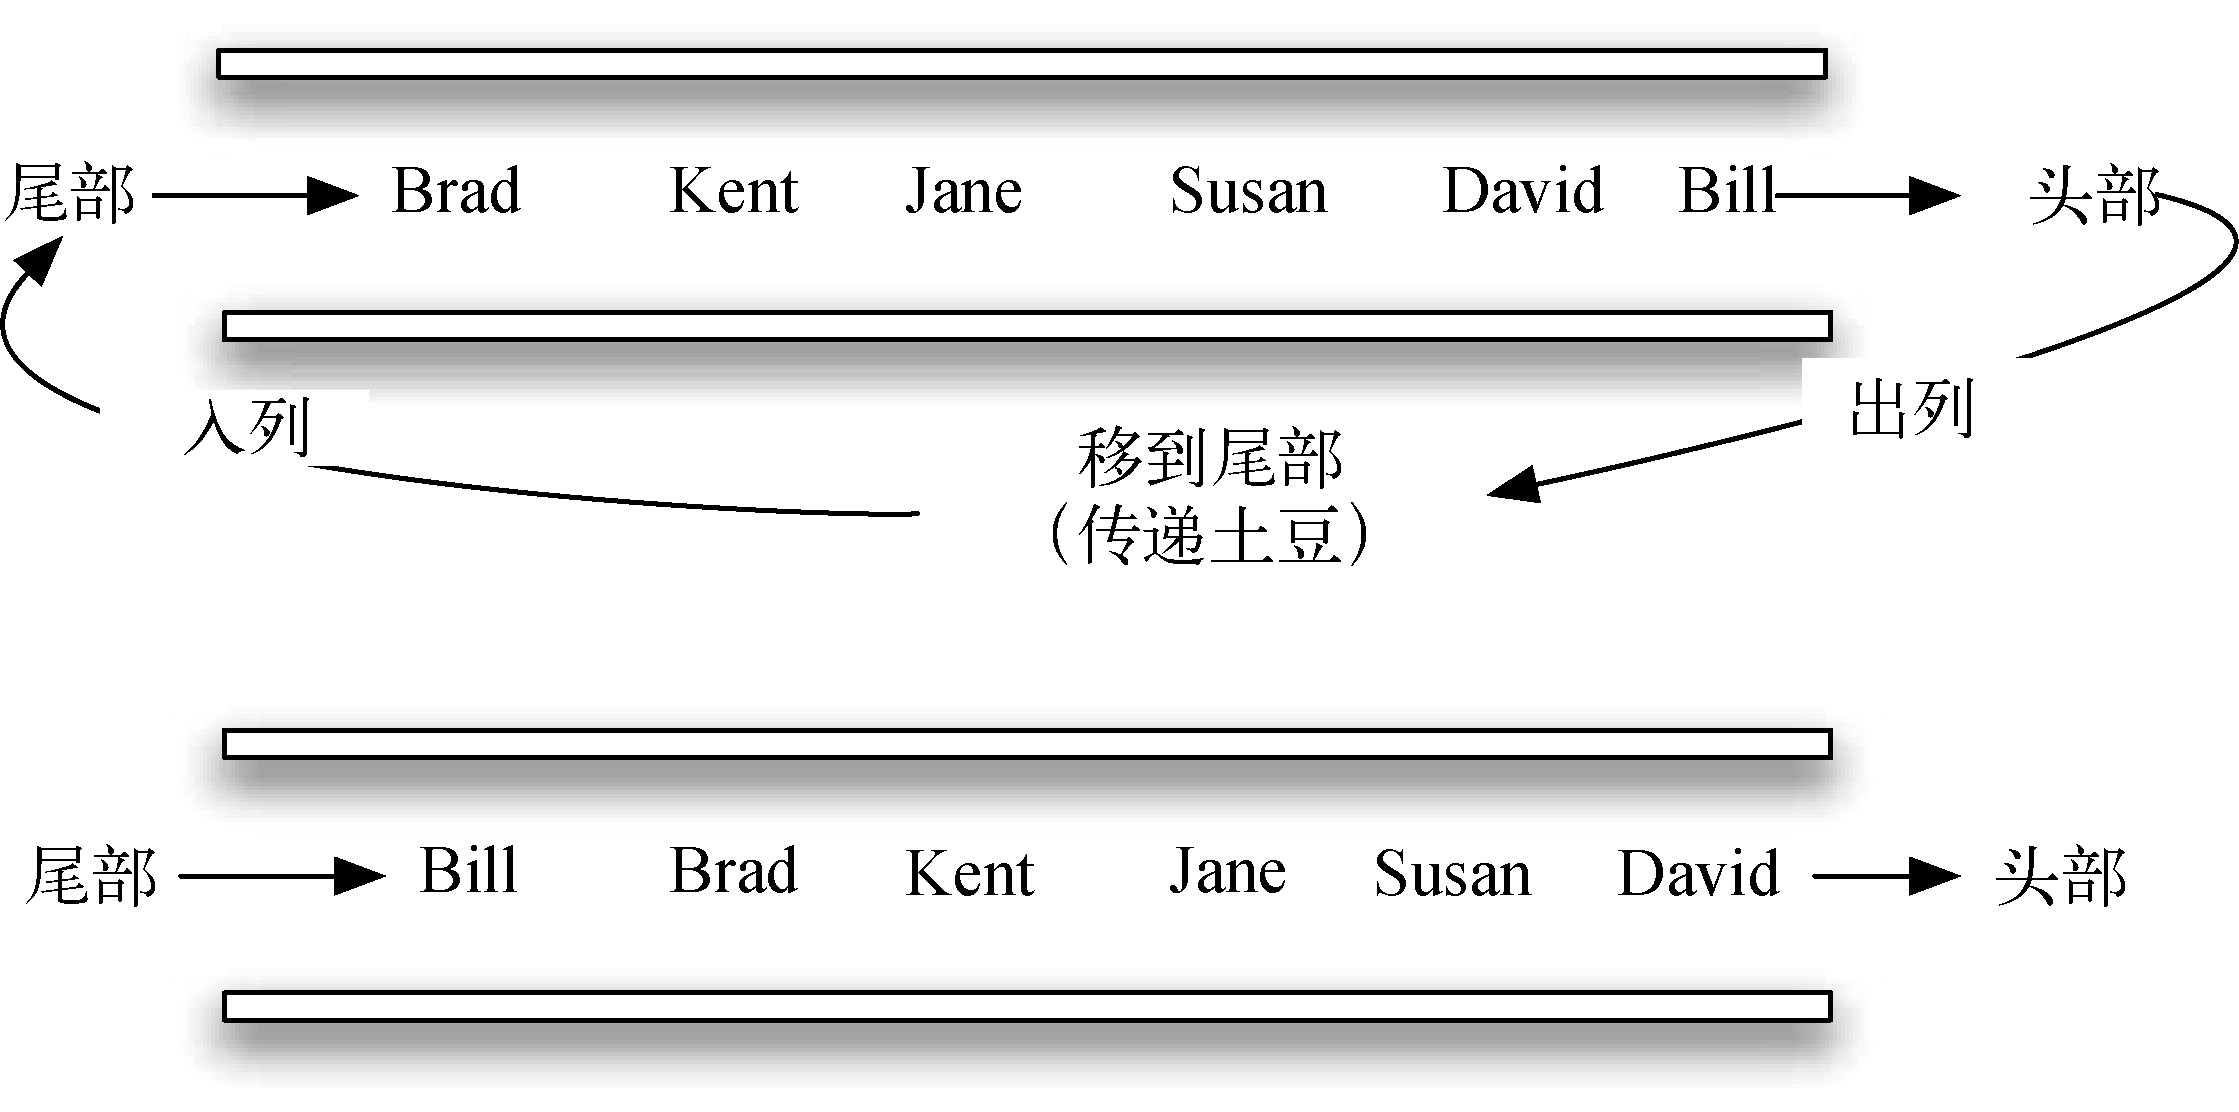 尾部 Brad Kent Jane Susan David Bill 头部
入列 出列
移到尾部
（传递土豆）
尾部 Bill Brad Kent Jane Susan David 头部